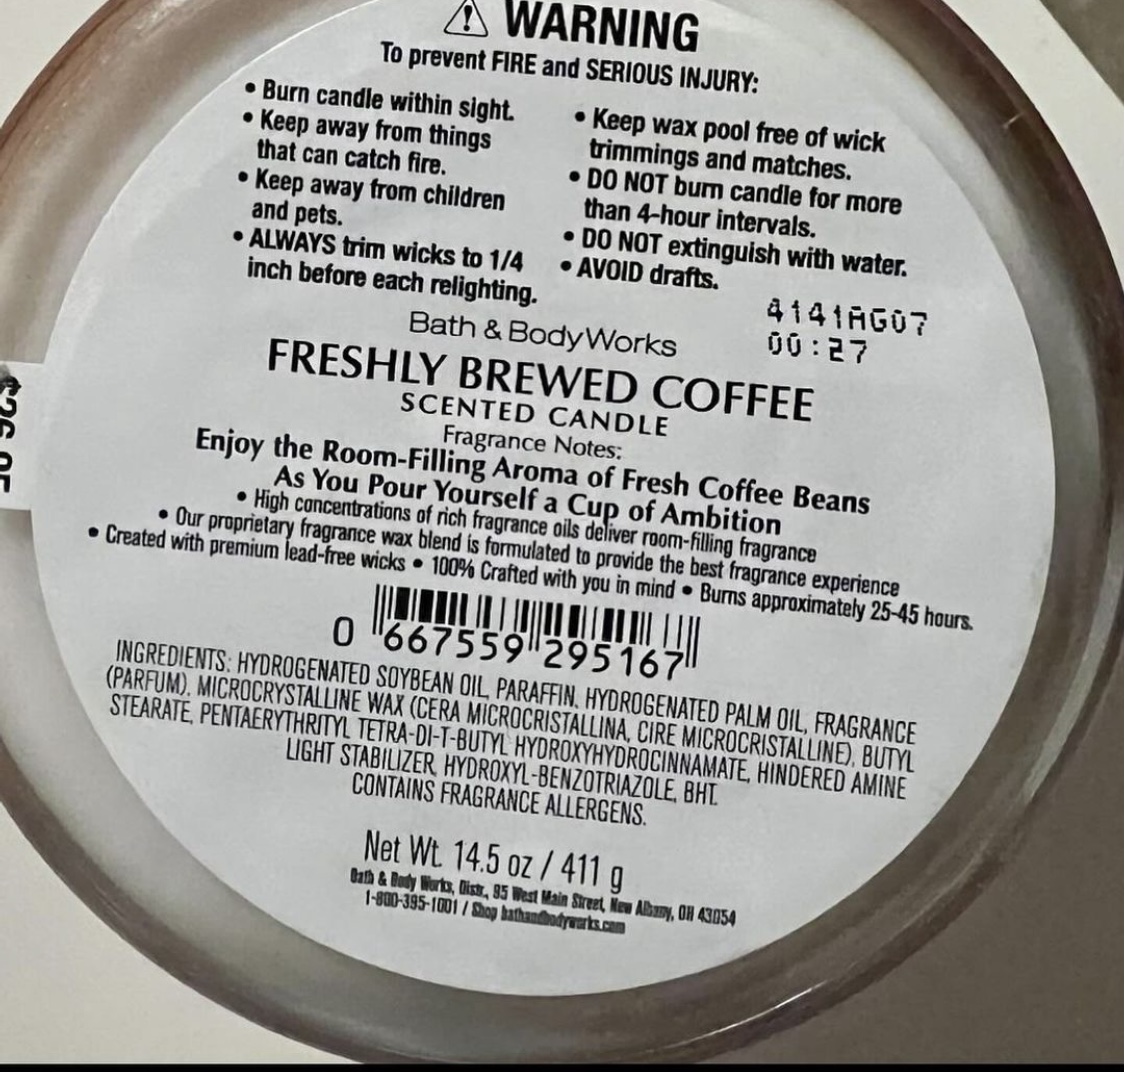 WARNING
To prevent FIRE and SERIOUS INJURY:
• Burn candle within sight.
• Keep away from things
that can catch fire.
• Keep away from children
and pets.
• ALWAYS trim wicks to 1/4
inch before each relighting.
• Keep wax pool free of wick
trimmings and matches.
• DO NOT burn candle for more
than 4-hour intervals.
• DO NOT extinguish with water.
• AVOID drafts.
4141AG07
00:27
Bath & Body Works
FRESHLY BREWED COFFEE
SCENTED CANDLE
Fragrance Notes:
Enjoy the Room-Filling Aroma of Fresh Coffee Beans
As You Pour Yourself a Cup of Ambition
• High concentrations of rich fragrance oils deliver room-filling fragrance
• Our proprietary fragrance wax blend is formulated to provide the best fragrance experience
• Created with premium lead-free wicks • 100% Crafted with you in mind • Burns approximately 25-45 hours.
0 667559 295167
INGREDIENTS: HYDROGENATED SOYBEAN OIL, PARAFFIN, HYDROGENATED PALM OIL, FRAGRANCE
(PARFUM), MICROCRYSTALLINE WAX (CERA MICROCRISTALLINA, CIRE MICROCRISTALLINE), BUTYL
STEARATE, PENTAERYTHRITYL TETRA-DI-T-BUTYL HYDROXYHYDROCINNAMATE, HINDERED AMINE
LIGHT STABILIZER, HYDROXYL-BENZOTRIAZOLE, BHT.
CONTAINS FRAGRANCE ALLERGENS.
Net Wt. 14.5 oz / 411 g
Bath & Body Works, Distr., 95 West Main Street, New Albany, OH 43054
1-800-395-1001 / Shop bathandbodyworks.com